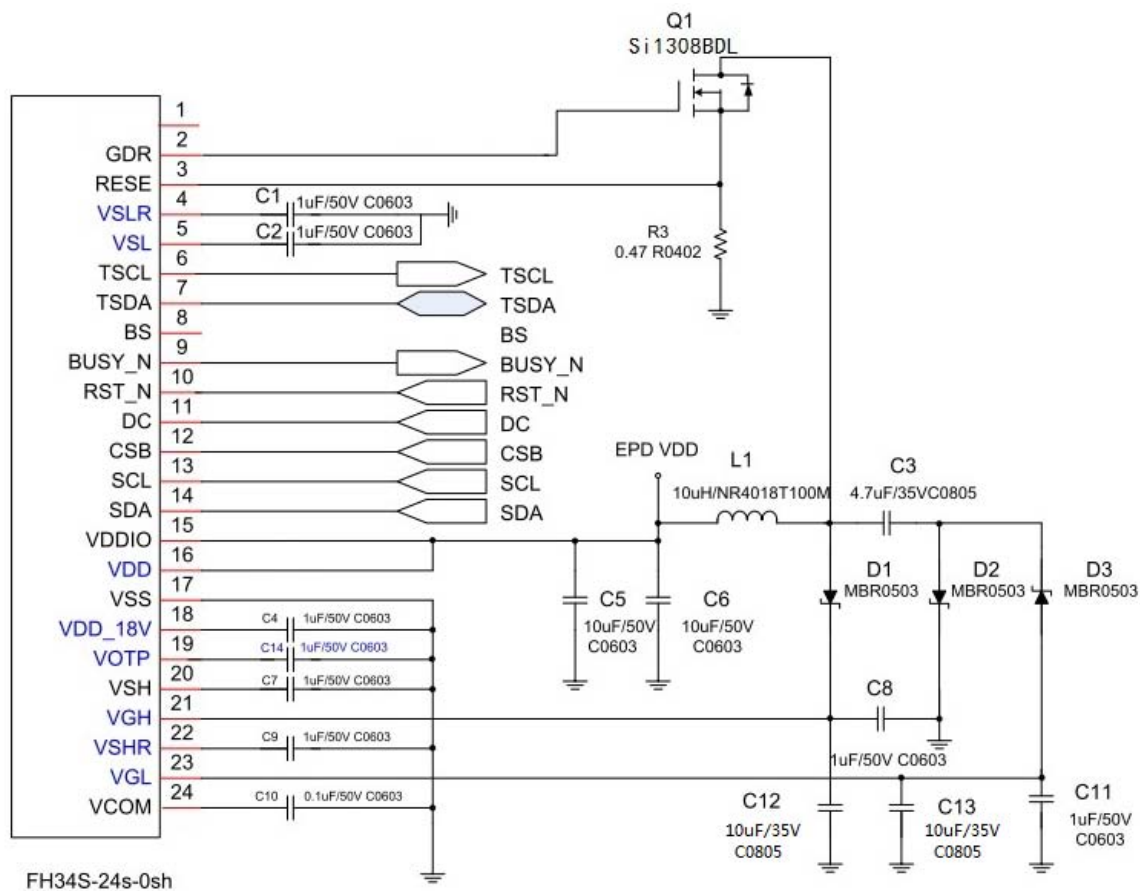 Q1
Si1308BDL
1
2
GDR
3
RESE
4
VSLR
C1 1uF/50V C0603
5
VSL
C2 1uF/50V C0603
6
TSCL
TSCL
7
TSDA
TSDA
8
BS
BS
9
BUSY_N
BUSY_N
10
RST_N
RST_N
11
DC
DC
12
CSB
CSB
13
SCL
SCL
14
SDA
SDA
15
VDDIO
16
VDD
17
VSS
18
VDD_18V
C4 1uF/50V C0603
19
VOTP
C14 1uF/50V C0603
20
VSH
C7 1uF/50V C0603
21
VGH
22
VSHR
C9 1uF/50V C0603
23
VGL
24
VCOM
C10 0.1uF/50V C0603
FH34S-24s-0sh
R3
0.47 R0402
EPD VDD
L1
10uH/NR4018T100M
C3
4.7uF/35VC0805
C5
10uF/50V
C0603
C6
10uF/50V
C0603
D1
MBR0503
D2
MBR0503
D3
MBR0503
C8
1uF/50V C0603
C12
10uF/35V
C0805
C13
10uF/35V
C0805
C11
1uF/50V
C0603